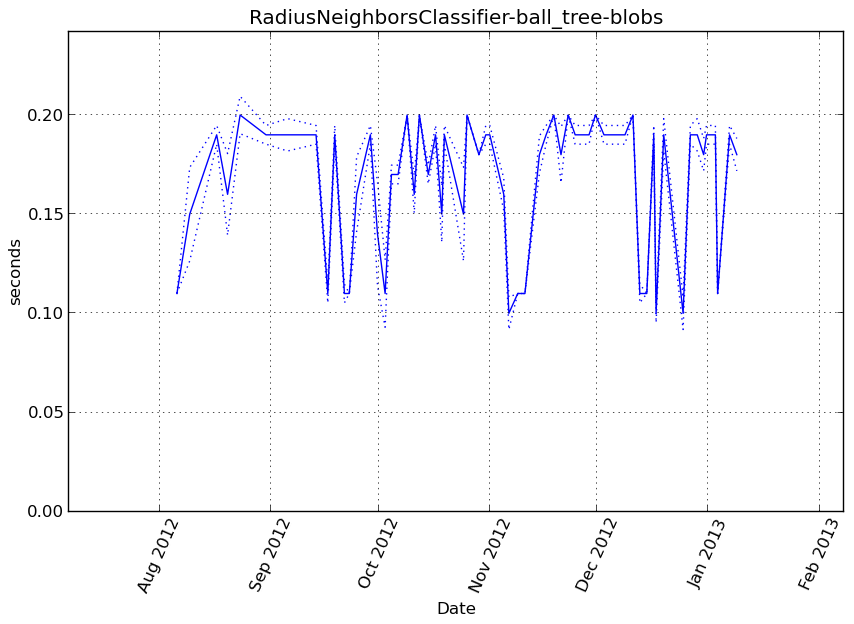 RadiusNeighborsClassifier-ball_tree-blobs
0.20
0.15
0.10
0.05
0.00
seconds
Aug 2012
Sep 2012
Oct 2012
Nov 2012
Dec 2012
Jan 2013
Feb 2013
Date